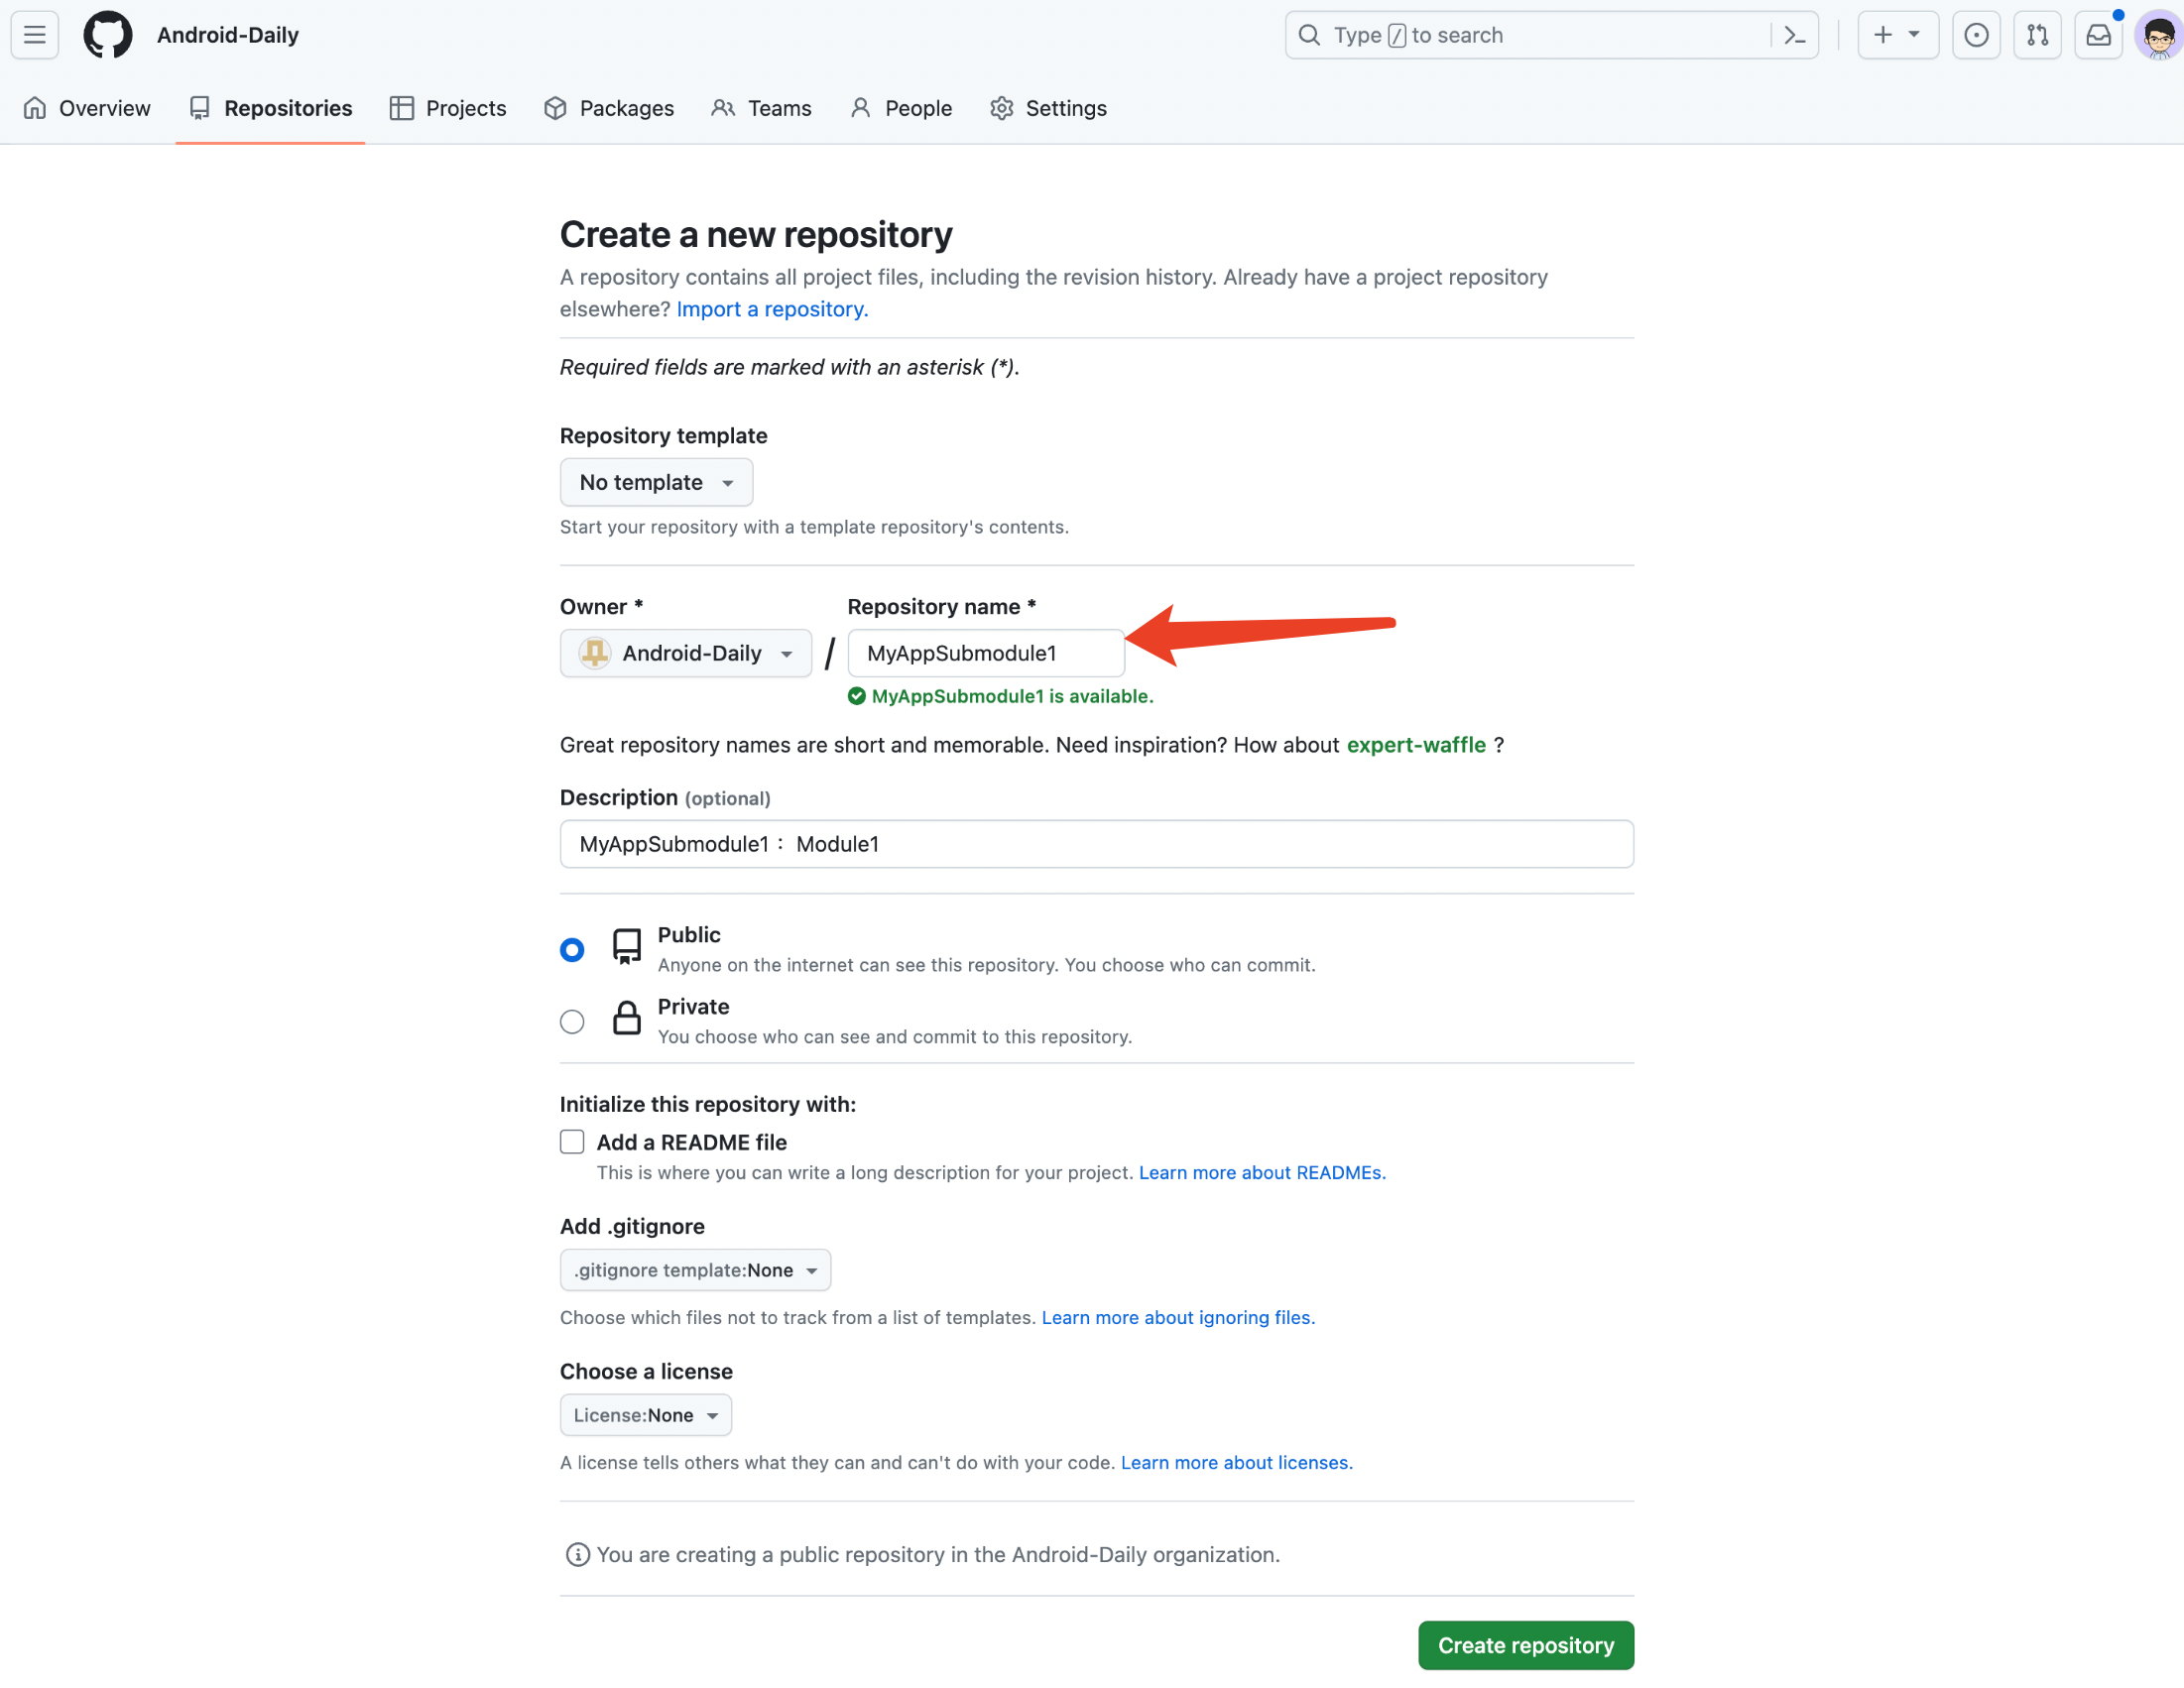 Android-Daily
Type / to search
Overview Repositories Projects Packages Teams People Settings
Create a new repository
A repository contains all project files, including the revision history. Already have a project repository
elsewhere? Import a repository.
Required fields are marked with an asterisk (*).
Repository template
No template
Start your repository with a template repository's contents.
Owner * Repository name *
Android-Daily / MyAppSubmodule1
MyAppSubmodule1 is available.
Great repository names are short and memorable. Need inspiration? How about expert-waffle ?
Description (optional)
MyAppSubmodule1： Module1
Public
Anyone on the internet can see this repository. You choose who can commit.
Private
You choose who can see and commit to this repository.
Initialize this repository with:
Add a README file
This is where you can write a long description for your project. Learn more about READMEs.
Add .gitignore
.gitignore template:None
Choose which files not to track from a list of templates. Learn more about ignoring files.
Choose a license
License:None
A license tells others what they can and can't do with your code. Learn more about licenses.
You are creating a public repository in the Android-Daily organization.
Create repository